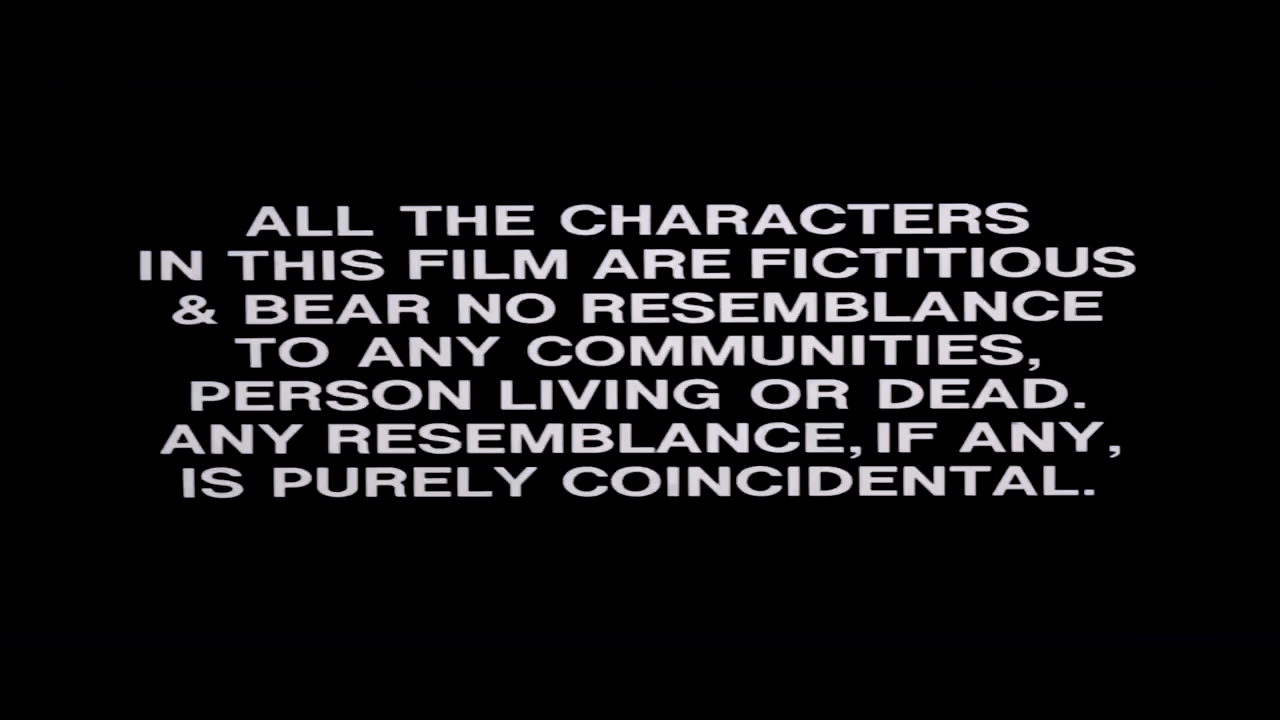 ALL THE CHARACTERS
IN THIS FILM ARE FICTITIOUS
& BEAR NO RESEMBLANCE
TO ANY COMMUNITIES,
PERSON LIVING OR DEAD.
ANY RESEMBLANCE, IF ANY,
IS PURELY COINCIDENTAL.